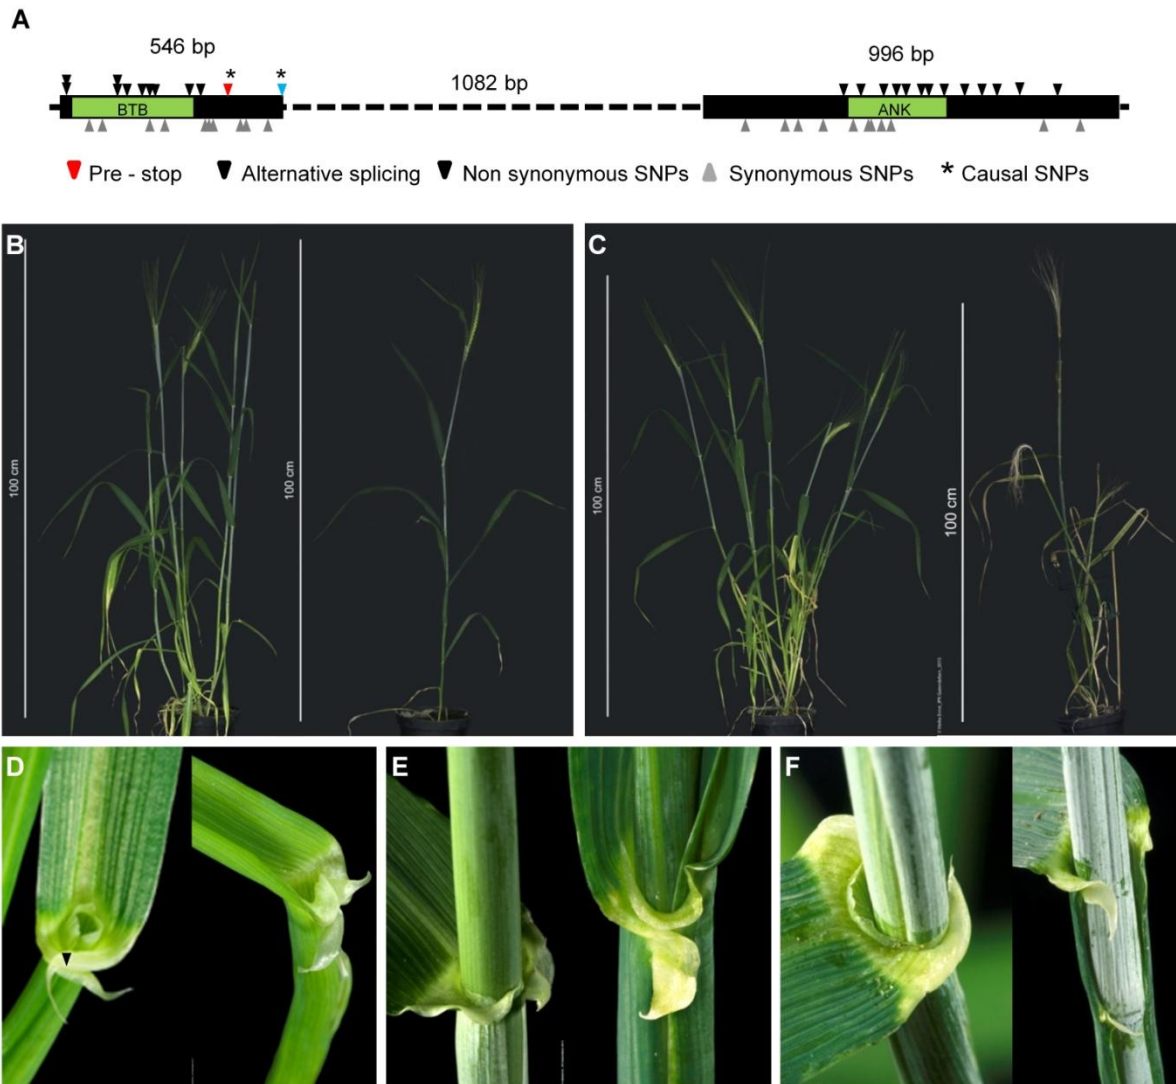 A
546 bp
996 bp
1082 bp
* *
BTB
ANK
Pre - stop Alternative splicing Non synonymous SNPs Synonymous SNPs * Causal SNPs
B
C
100 cm
100 cm
100 cm
100 cm
D
E
F